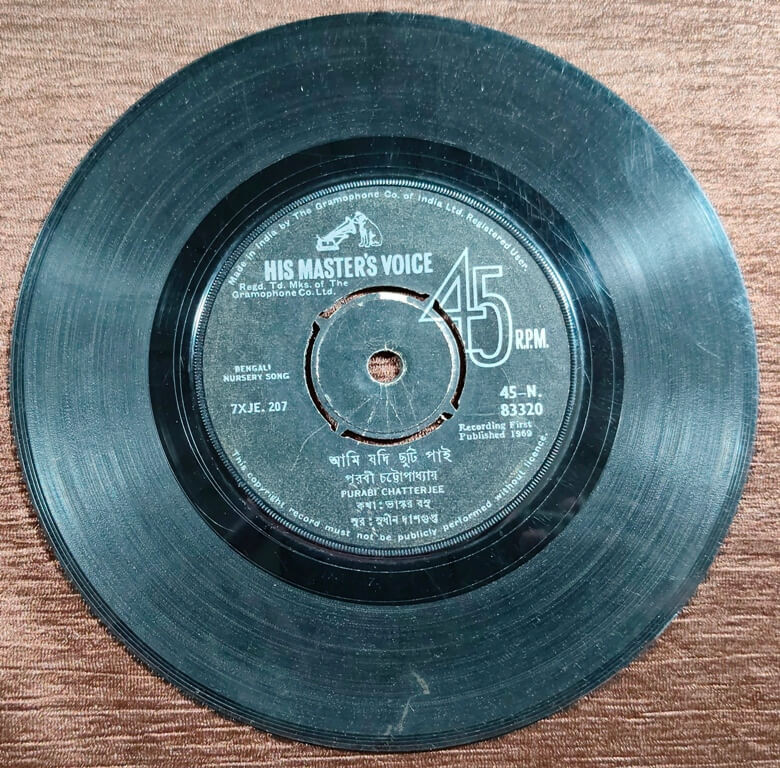 Made in India by The Gramophone Co. of India Ltd. Registered User.
HIS MASTER'S VOICE
Regd. Td. Mks. of The
Gramophone Co. Ltd.
45
R.P.M.
BENGALI
NURSERY SONG
7XJE. 207
45-N.
83320
Recording First
Published 1969
আমি যদি ছুটি পাই
পূরবী চট্টোপাধ্যায়
PURABI CHATTERJEE
কথা : ভাস্কর বসু
সুর : সুধীন দাশগুপ্ত
This copyright record must not be publicly performed without licence.